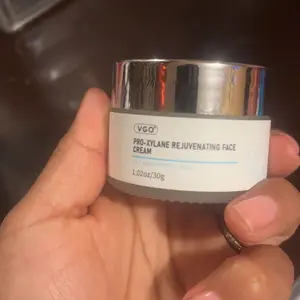 VGO®
PRO-XYLANE REJUVENATING FACE
CREAM
1.02oz/30g